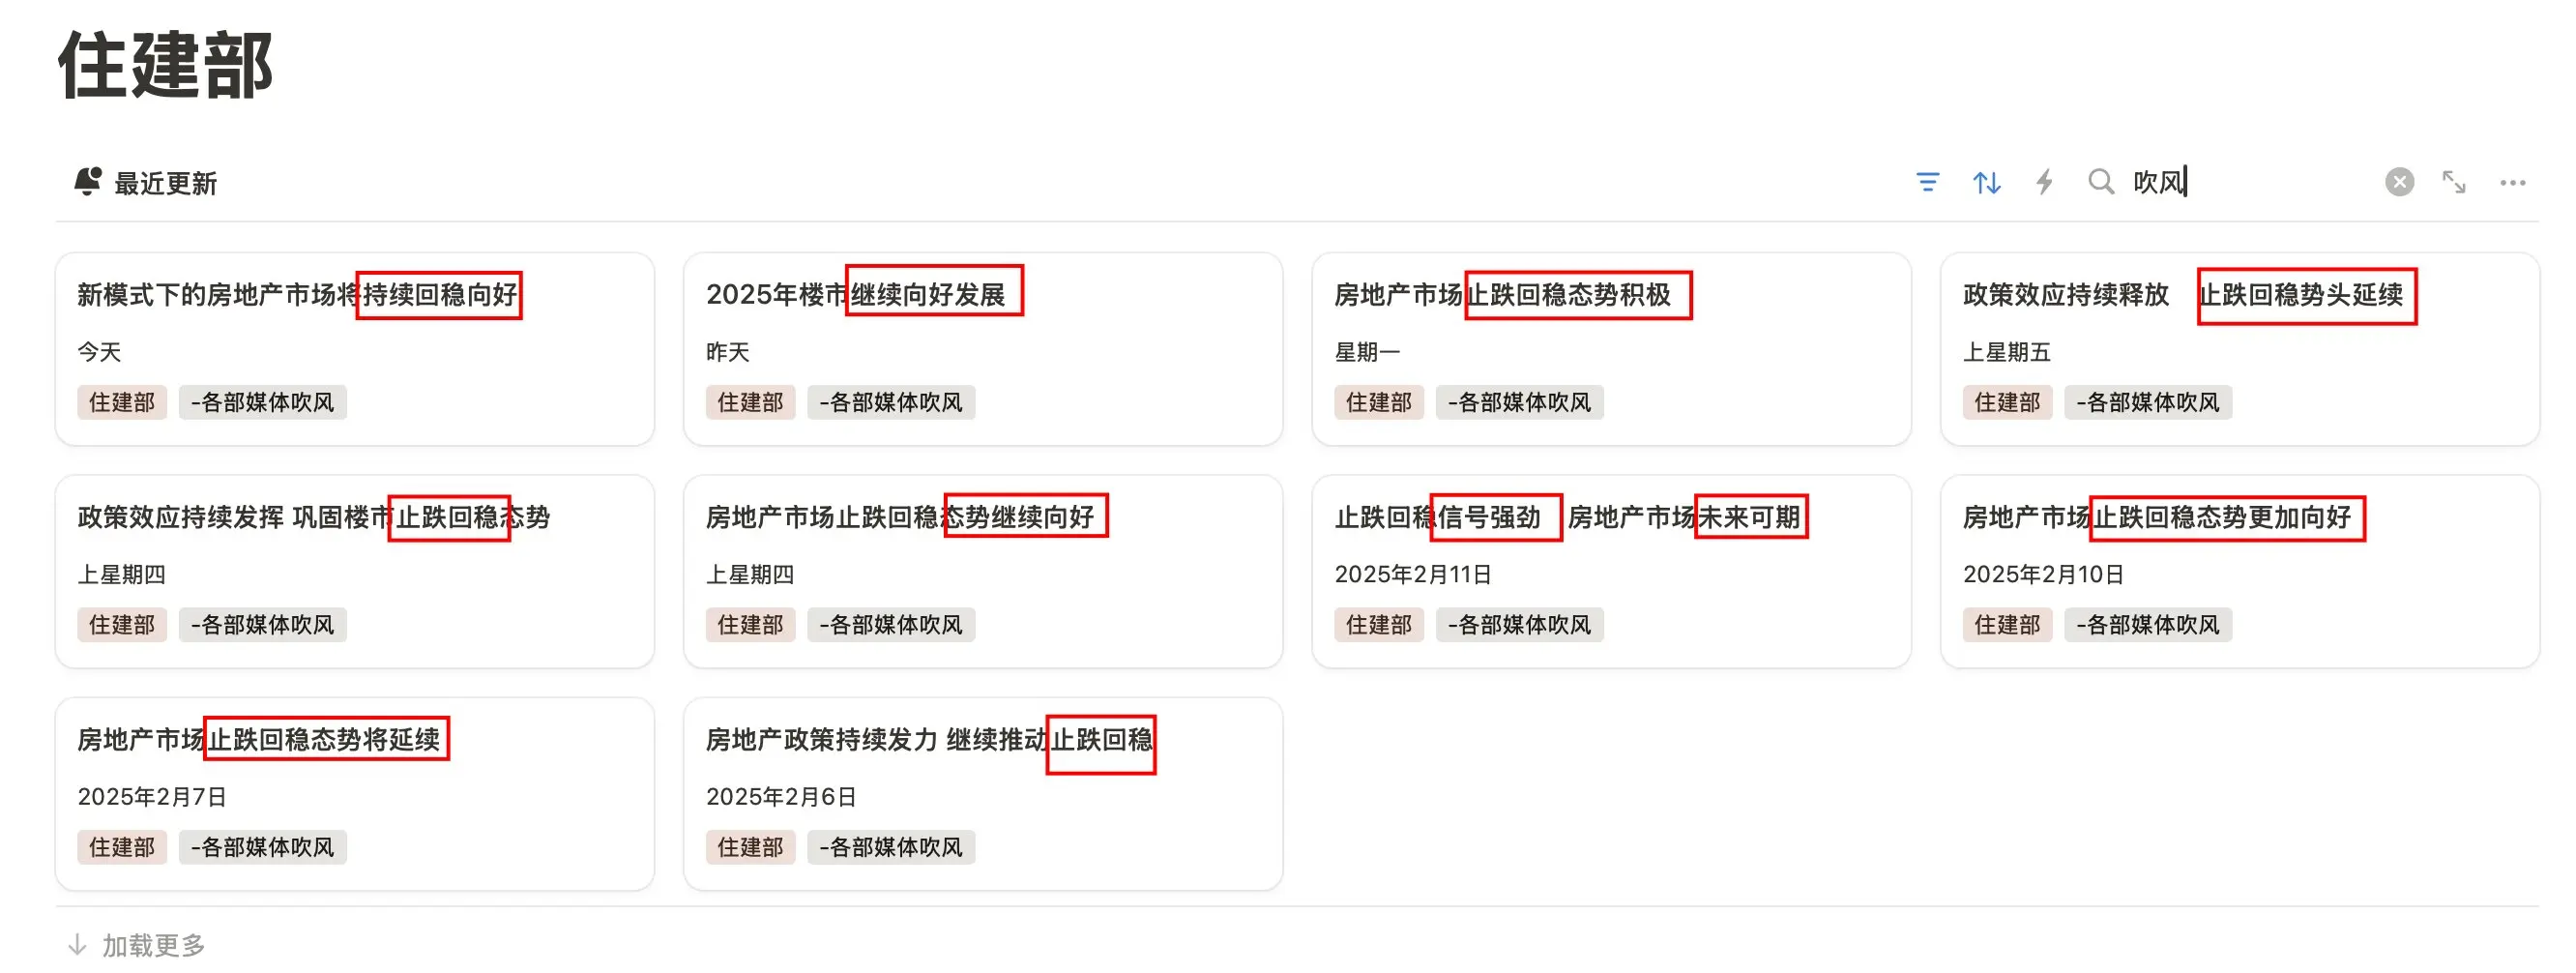 住建部
最近更新
吹风
新模式下的房地产市场将持续回稳向好
今天
住建部 -各部媒体吹风
2025年楼市继续向好发展
昨天
住建部 -各部媒体吹风
房地产市场止跌回稳态势积极
星期一
住建部 -各部媒体吹风
政策效应持续释放 止跌回稳势头延续
上星期五
住建部 -各部媒体吹风
政策效应持续发挥 巩固楼市止跌回稳态势
上星期四
住建部 -各部媒体吹风
房地产市场止跌回稳态势继续向好
上星期四
住建部 -各部媒体吹风
止跌回稳信号强劲 房地产市场未来可期
2025年2月11日
住建部 -各部媒体吹风
房地产市场止跌回稳态势更加向好
2025年2月10日
住建部 -各部媒体吹风
房地产市场止跌回稳态势将延续
2025年2月7日
住建部 -各部媒体吹风
房地产政策持续发力 继续推动止跌回稳
2025年2月6日
住建部 -各部媒体吹风
加载更多